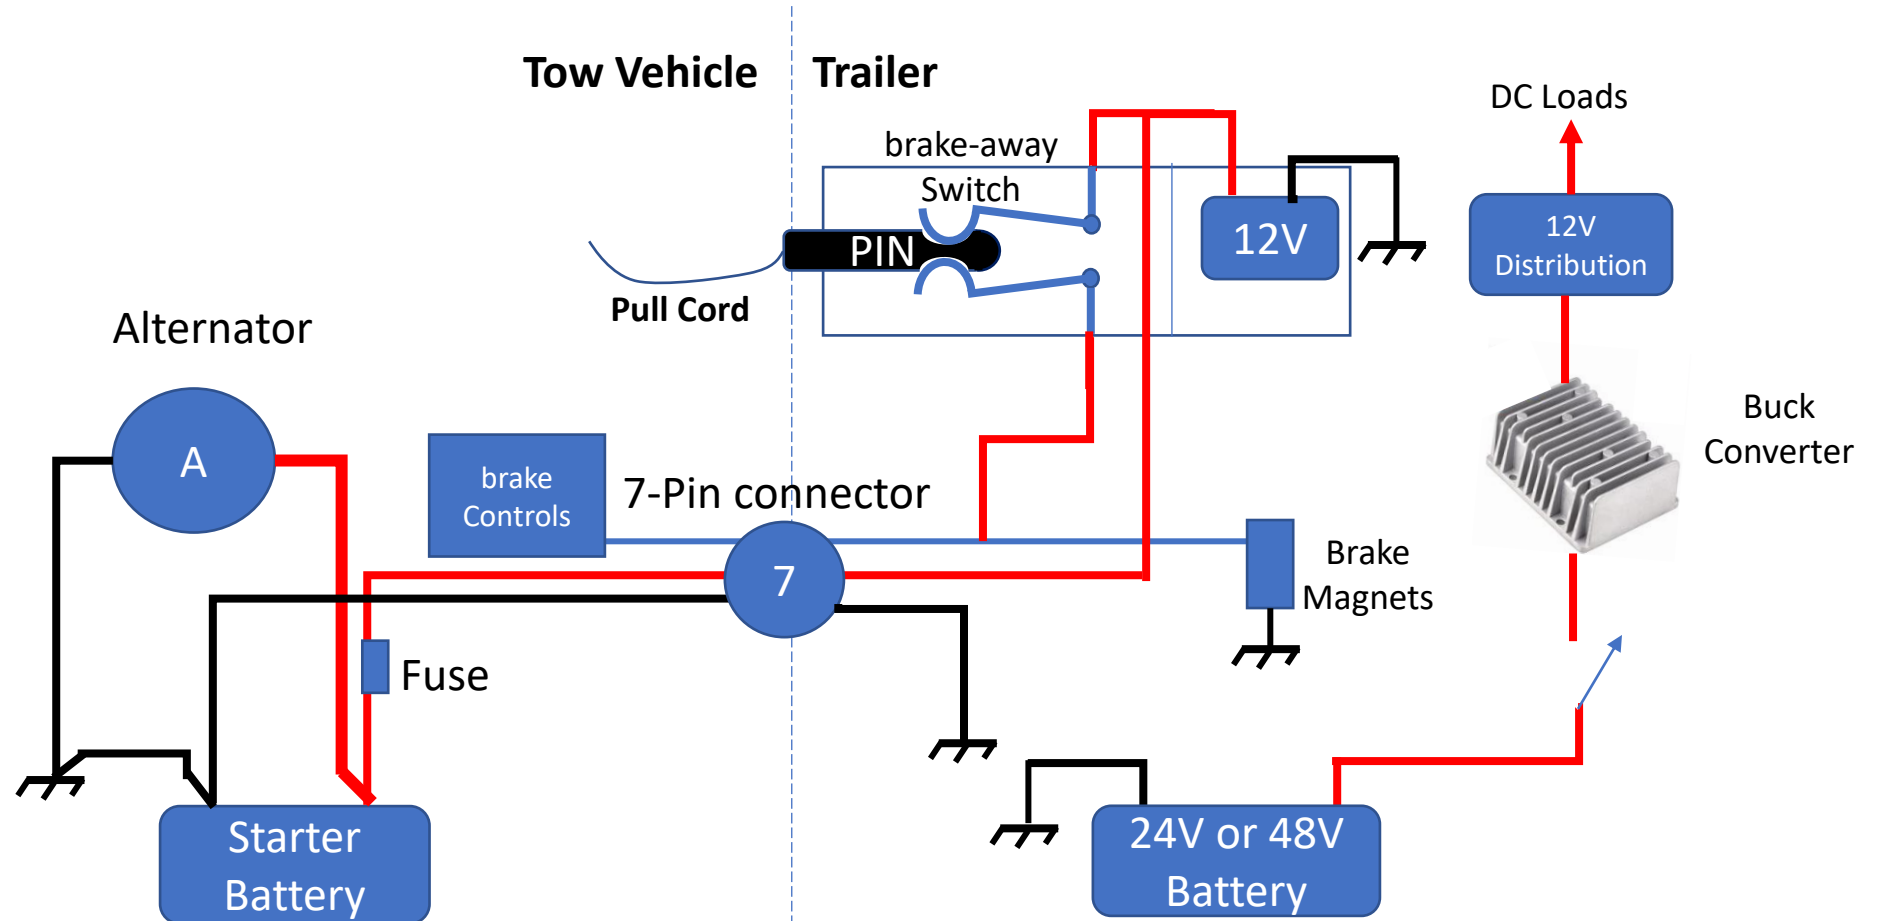 Tow Vehicle
Trailer
DC Loads
brake-away
Switch
PIN
12V
12V
Distribution
Pull Cord
Alternator
A
Buck
Converter
brake
Controls
7-Pin connector
7
Brake
Magnets
Fuse
Starter
Battery
24V or 48V
Battery